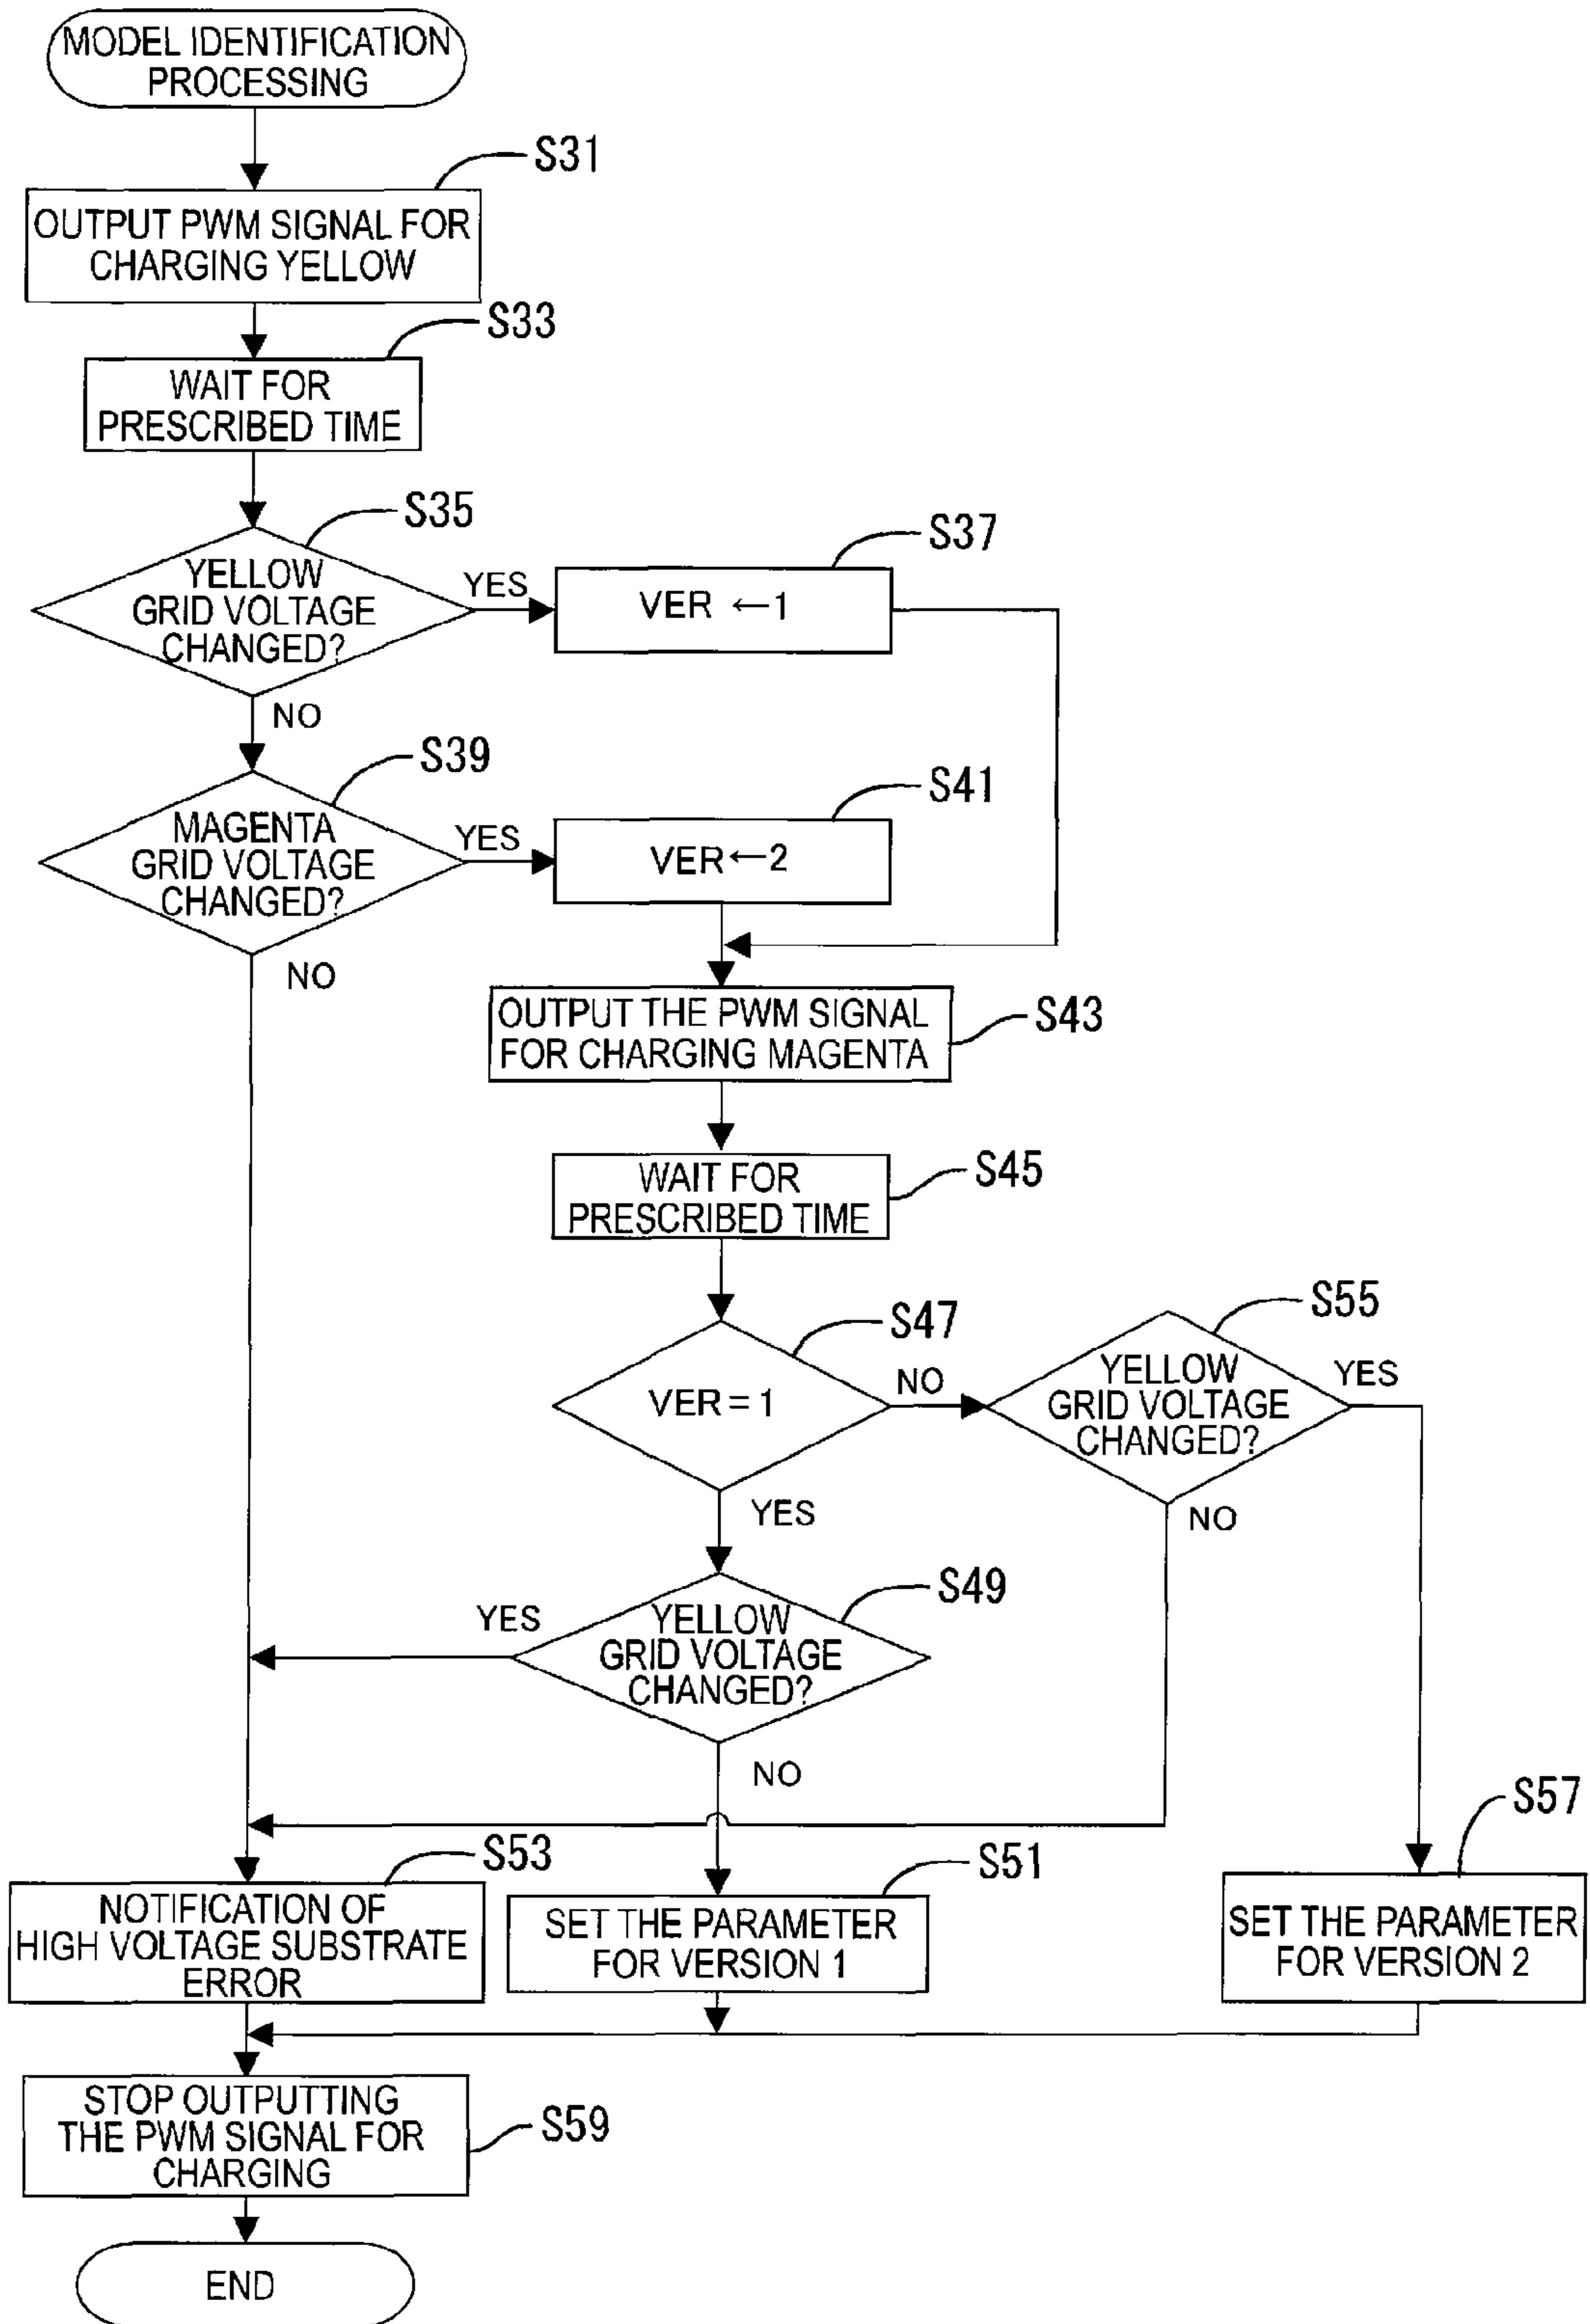 MODEL IDENTIFICATION
PROCESSING
S31
OUTPUT PWM SIGNAL FOR
CHARGING YELLOW
S33
WAIT FOR
PRESCRIBED TIME
S35
YELLOW
GRID VOLTAGE
CHANGED?
YES
S37
VER ←1
NO
S39
MAGENTA
GRID VOLTAGE
CHANGED?
YES
S41
VER←2
NO
OUTPUT THE PWM SIGNAL
FOR CHARGING MAGENTA
S43
WAIT FOR
PRESCRIBED TIME
S45
S47
VER = 1
NO
S55
YELLOW
GRID VOLTAGE
CHANGED?
YES
NO
YES
S49
YELLOW
GRID VOLTAGE
CHANGED?
YES
NO
S53
NOTIFICATION OF
HIGH VOLTAGE SUBSTRATE
ERROR
S51
SET THE PARAMETER
FOR VERSION 1
S57
SET THE PARAMETER
FOR VERSION 2
STOP OUTPUTTING
THE PWM SIGNAL FOR
CHARGING
S59
END